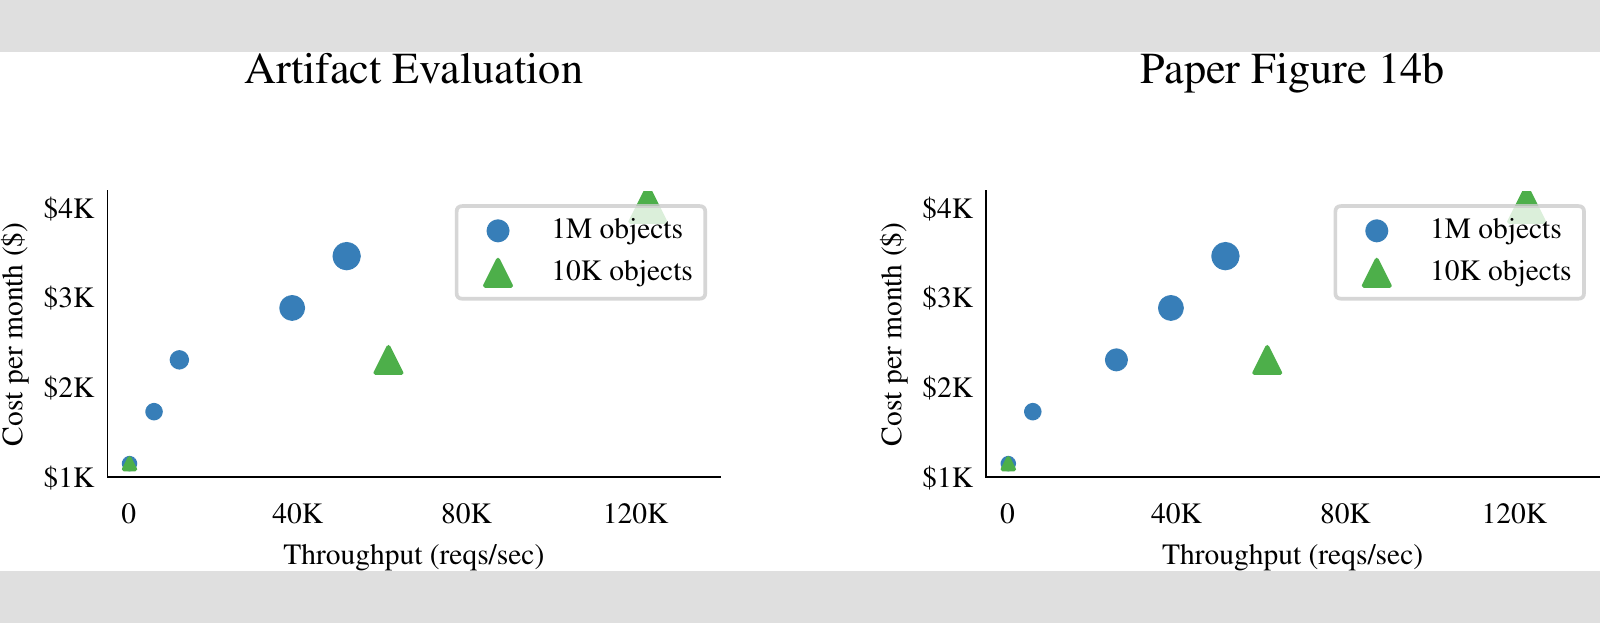 Artifact Evaluation
Cost per month ($)
$4K
$3K
$2K
$1K
0 40K 80K 120K
Throughput (reqs/sec)
1M objects
10K objects
Paper Figure 14b
Cost per month ($)
$4K
$3K
$2K
$1K
0 40K 80K 120K
Throughput (reqs/sec)
1M objects
10K objects